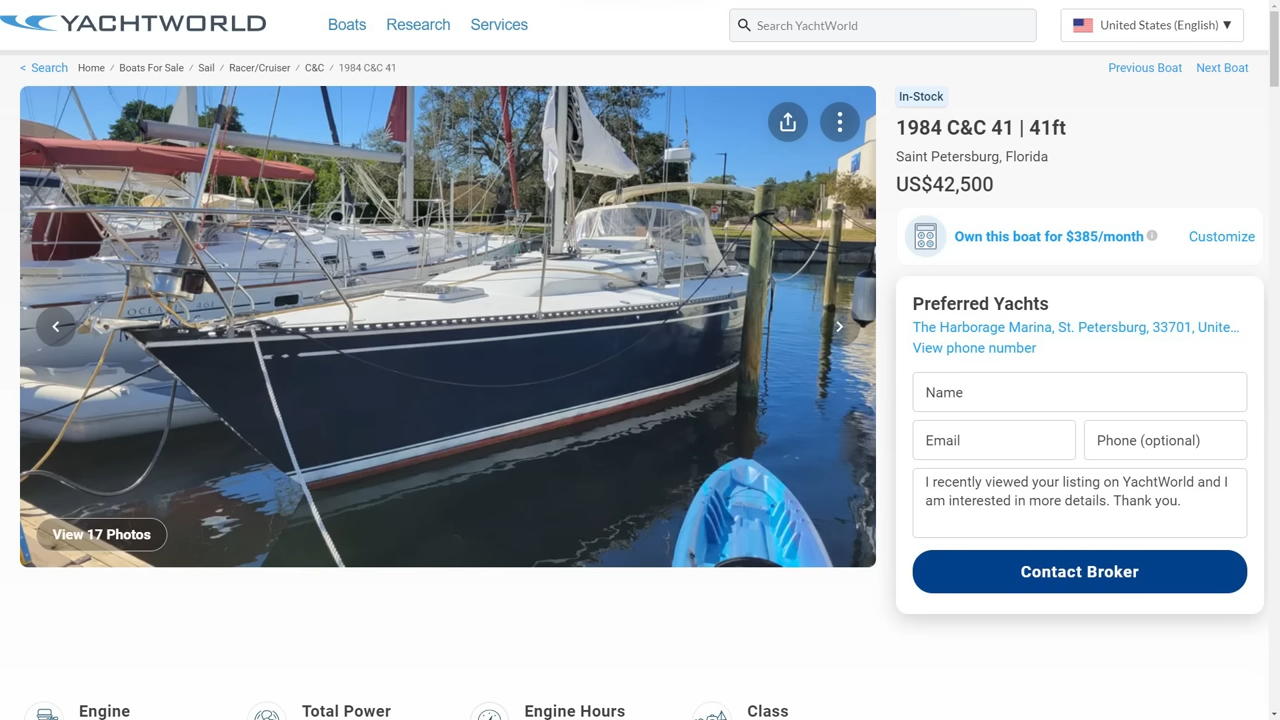 YACHTWORLD
Boats
Research
Services
Search YachtWorld
United States (English) ▼
< Search
Home / Boats For Sale / Sail / Racer/Cruiser / C&C / 1984 C&C 41
Previous Boat
Next Boat
View 17 Photos
In-Stock
1984 C&C 41 | 41ft
Saint Petersburg, Florida
US$42,500
Own this boat for $385/month
Customize
Preferred Yachts
The Harborage Marina, St. Petersburg, 33701, Unite...
View phone number
Name
Email
Phone (optional)
I recently viewed your listing on YachtWorld and I
am interested in more details. Thank you.
Contact Broker
Engine
Total Power
Engine Hours
Class